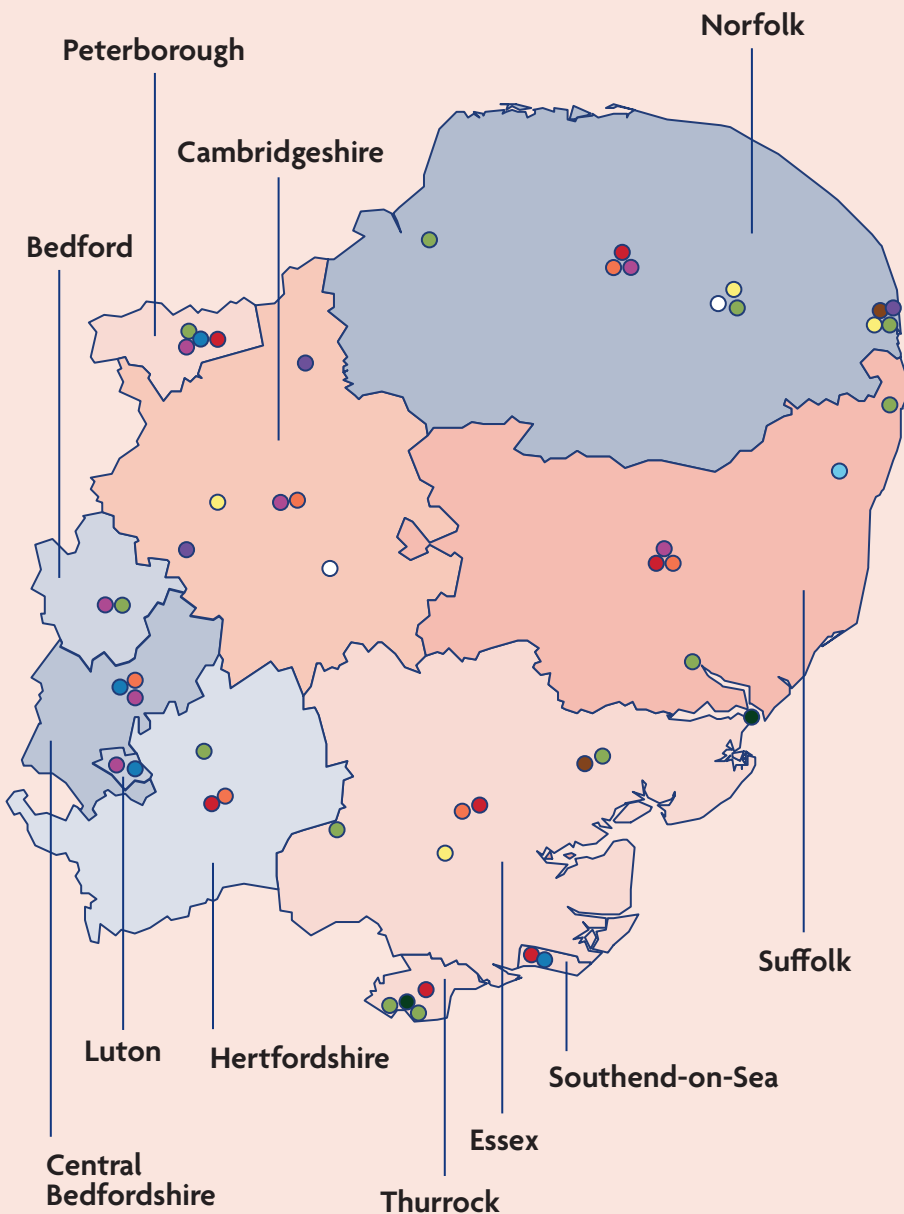 Norfolk
Peterborough
Cambridgeshire
Bedford
Suffolk
Luton
Hertfordshire
Southend-on-Sea
Essex
Central
Bedfordshire
Thurrock